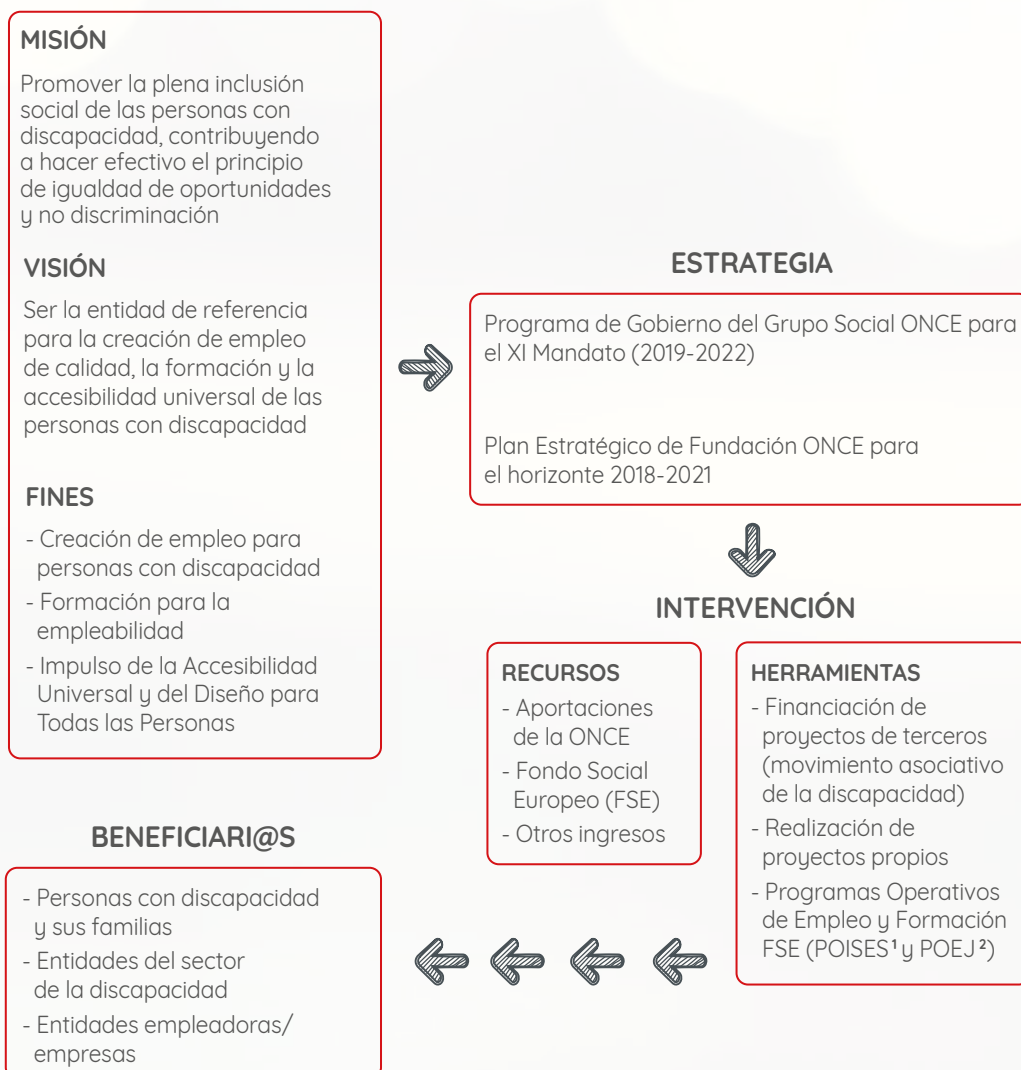 MISIÓN
Promover la plena inclusión
social de las personas con
discapacidad, contribuyendo
a hacer efectivo el principio
de igualdad de oportunidades
y no discriminación
VISIÓN
Ser la entidad de referencia
para la creación de empleo
de calidad, la formación y la
accesibilidad universal de las
personas con discapacidad
FINES
- Creación de empleo para
personas con discapacidad
- Formación para la
empleabilidad
- Impulso de la Accesibilidad
Universal y del Diseño para
Todas las Personas
ESTRATEGIA
Programa de Gobierno del Grupo Social ONCE para
el XI Mandato (2019-2022)
Plan Estratégico de Fundación ONCE para
el horizonte 2018-2021
INTERVENCIÓN
RECURSOS
- Aportaciones
de la ONCE
- Fondo Social
Europeo (FSE)
- Otros ingresos
HERRAMIENTAS
- Financiación de
proyectos de terceros
(movimiento asociativo
de la discapacidad)
- Realización de
proyectos propios
- Programas Operativos
de Empleo y Formación
FSE (POISES¹ y POEJ²)
BENEFICIARI@S
- Personas con discapacidad
y sus familias
- Entidades del sector
de la discapacidad
- Entidades empleadoras/
empresas